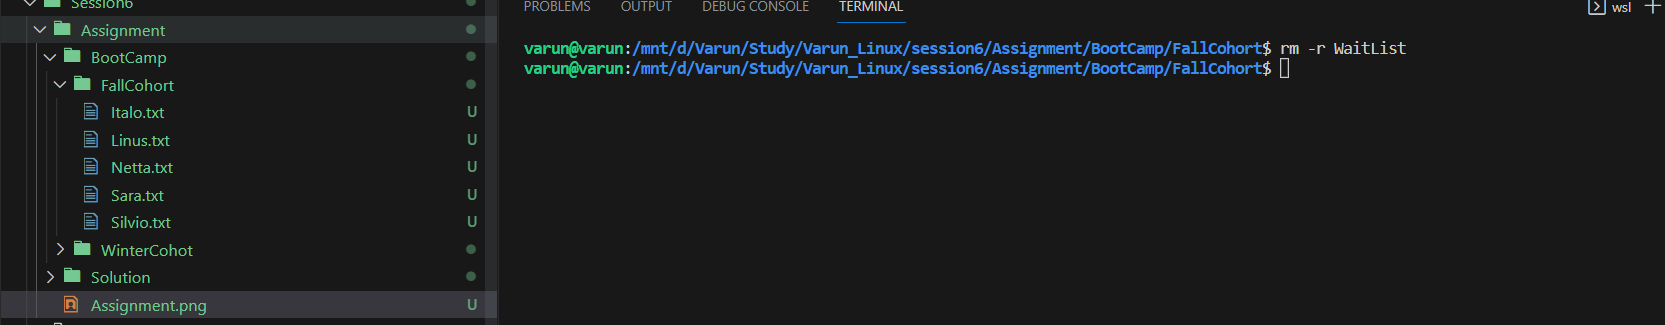 Session6
Assignment
BootCamp
FallCohort
Italo.txt U
Linus.txt U
Netta.txt U
Sara.txt U
Silvio.txt U
WinterCohot
Solution
Assignment.png U
PROBLEMS OUTPUT DEBUG CONSOLE TERMINAL wsl
varun@varun:/mnt/d/Varun/Study/Varun_Linux/session6/Assignment/BootCamp/FallCohort$ rm -r WaitList
varun@varun:/mnt/d/Varun/Study/Varun_Linux/session6/Assignment/BootCamp/FallCohort$